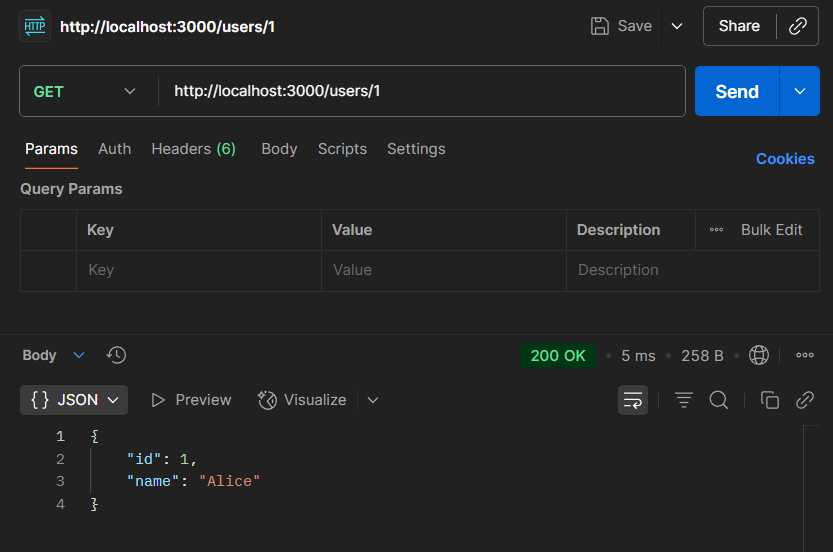 HTTP http://localhost:3000/users/1 Save Share
GET http://localhost:3000/users/1 Send
Params Auth Headers (6) Body Scripts Settings Cookies
Query Params
Key Value Description Bulk Edit
Key Value Description
Body 200 OK 5 ms 258 B
{} JSON Preview Visualize
1 {
2 "id": 1,
3 "name": "Alice"
4 }